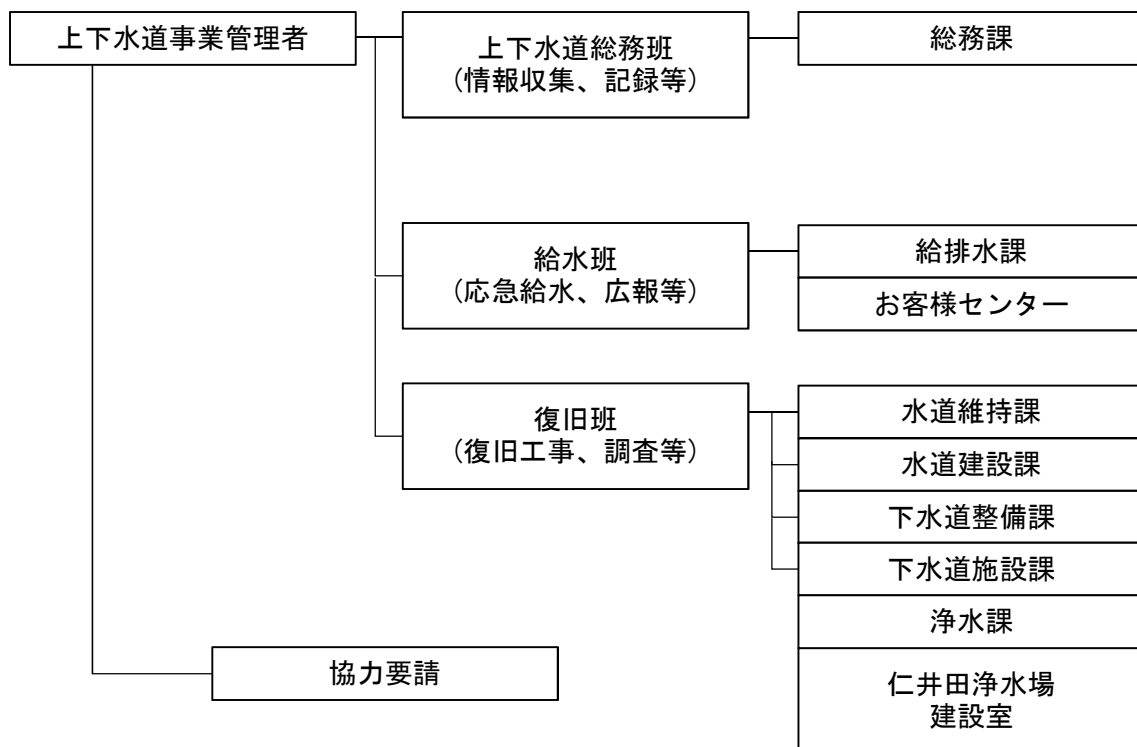 上下水道事業管理者
上下水道総務班
（情報収集、記録等）
総務課
給水班
（応急給水、広報等）
給排水課
お客様センター
復旧班
（復旧工事、調査等）
水道維持課
水道建設課
下水道整備課
下水道施設課
浄水課
仁井田浄水場
建設室
協力要請